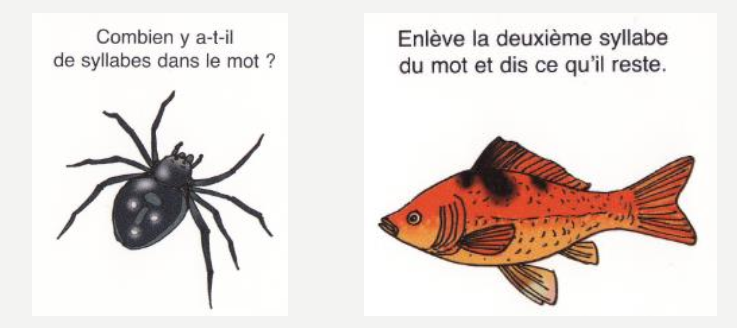 Combien y a-t-il
de syllabes dans le mot ?
Enlève la deuxième syllabe
du mot et dis ce qu'il reste.